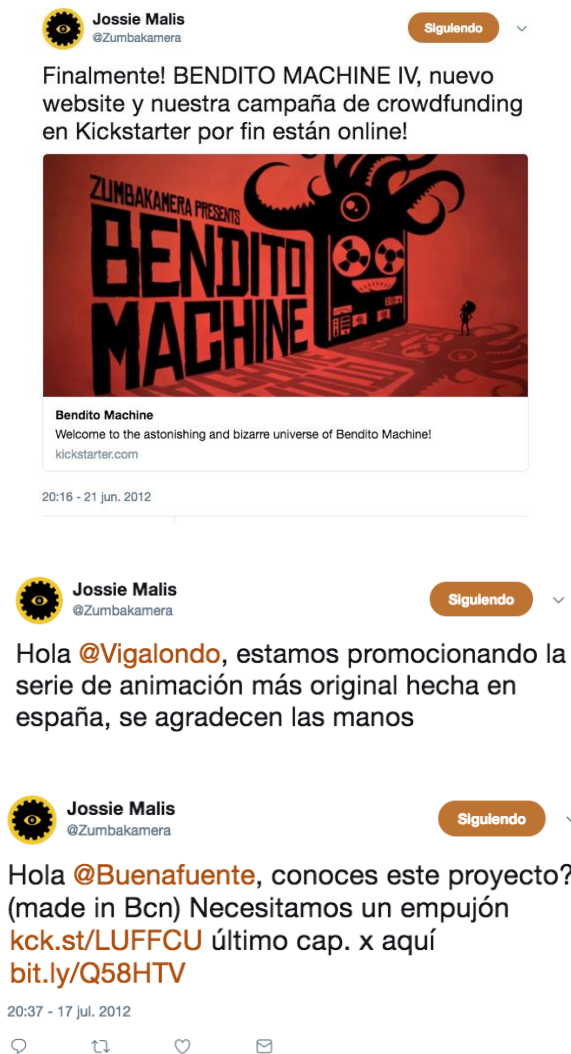 Jossie Malis
@Zumbakamera
Siguiendo
Finalmente! BENDITO MACHINE IV, nuevo
website y nuestra campaña de crowdfunding
en Kickstarter por fin están online!
ZUMBAKAMERA PRESENTS
BENDITO
MACHINE
Bendito Machine
Welcome to the astonishing and bizarre universe of Bendito Machine!
kickstarter.com
20:16 - 21 jun. 2012
Jossie Malis
@Zumbakamera
Siguiendo
Hola @Vigalondo, estamos promocionando la
serie de animación más original hecha en
españa, se agradecen las manos
Jossie Malis
@Zumbakamera
Siguiendo
Hola @Buenafuente, conoces este proyecto?
(made in Bcn) Necesitamos un empujón
kck.st/LUFFCU último cap. x aquí
bit.ly/Q58HTV
20:37 - 17 jul. 2012